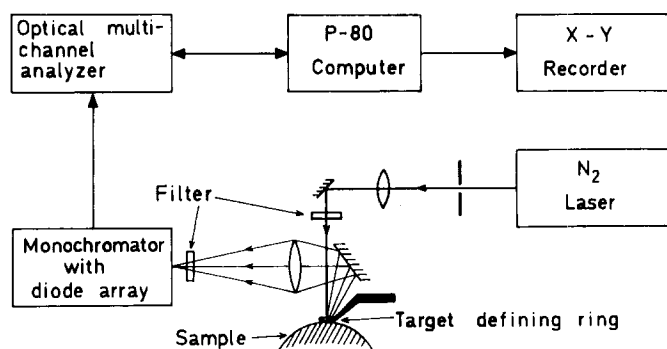 Optical multi-
channel
analyzer
P-80
Computer
X-Y
Recorder
N2
Laser
Filter
Monochromator
with
diode array
Target defining ring
Sample